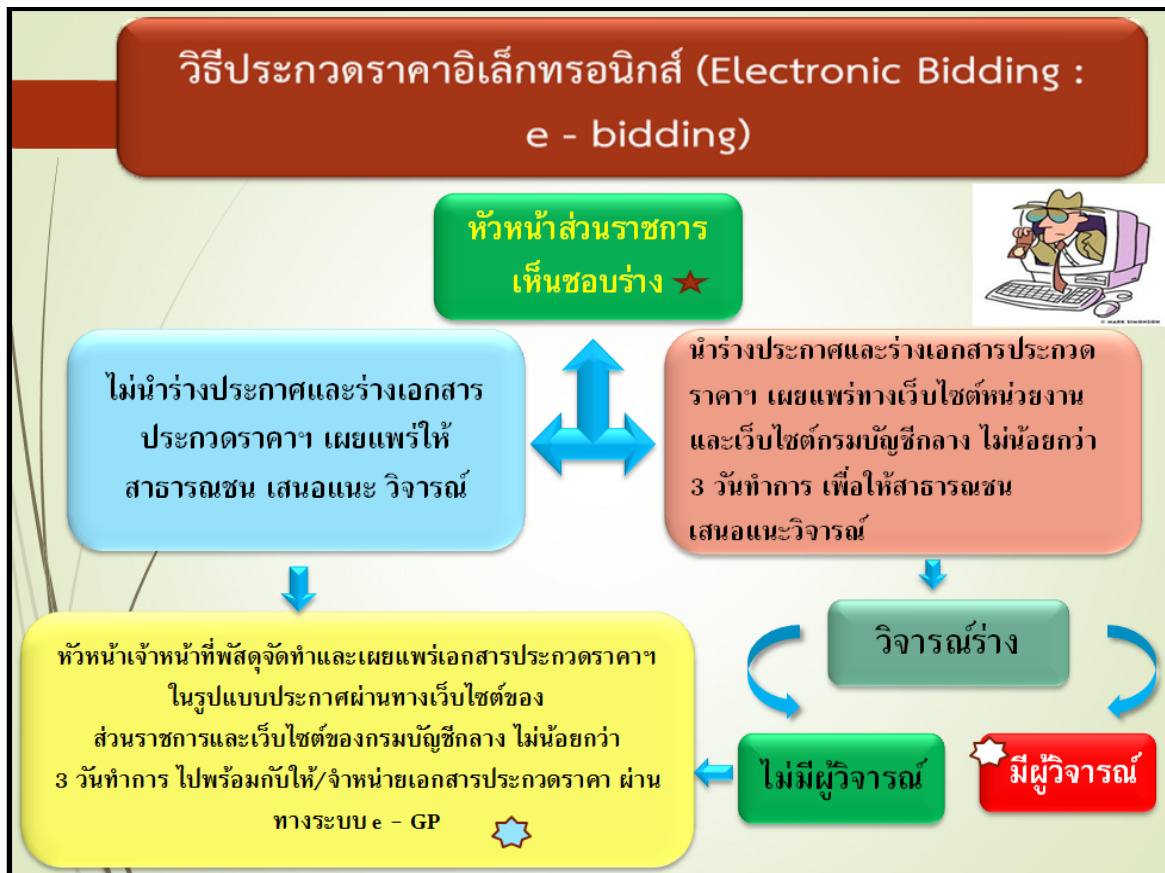 วิธีประกวดราคาอิเล็กทรอนิกส์ (Electronic Bidding :
e - bidding)
หัวหน้าส่วนราชการ
เห็นชอบร่าง
© MARK SIMONSON
ไม่นำร่างประกาศและร่างเอกสาร
ประกวดราคาฯ เผยแพร่ให้
สาธารณชน เสนอแนะ วิจารณ์
นำร่างประกาศและร่างเอกสารประกวด
ราคาฯ เผยแพร่ทางเว็บไซต์หน่วยงาน
และเว็บไซต์กรมบัญชีกลาง ไม่น้อยกว่า
3 วันทำการ เพื่อให้สาธารณชน
เสนอแนะวิจารณ์
วิจารณ์ร่าง
ไม่มีผู้วิจารณ์
มีผู้วิจารณ์
หัวหน้าเจ้าหน้าที่พัสดุจัดทำและเผยแพร่เอกสารประกวดราคาฯ
ในรูปแบบประกาศผ่านทางเว็บไซต์ของ
ส่วนราชการและเว็บไซต์ของกรมบัญชีกลาง ไม่น้อยกว่า
3 วันทำการ ไปพร้อมกับให้/จำหน่ายเอกสารประกวดราคา ผ่าน
ทางระบบ e - GP